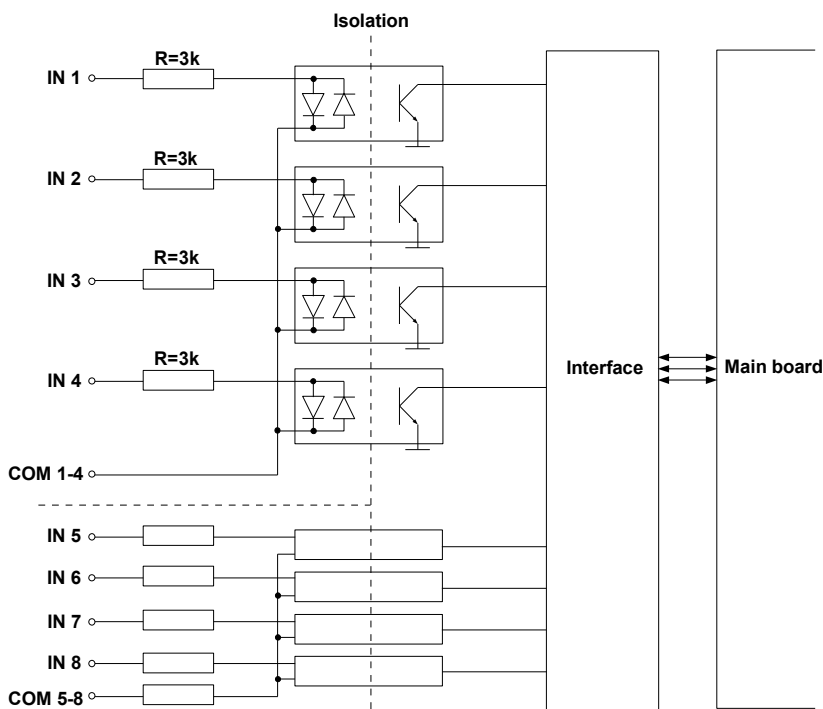 Isolation
R=3k
IN 1
R=3k
IN 2
R=3k
IN 3
R=3k
IN 4
Interface
Main board
COM 1-4
IN 5
IN 6
IN 7
IN 8
COM 5-8